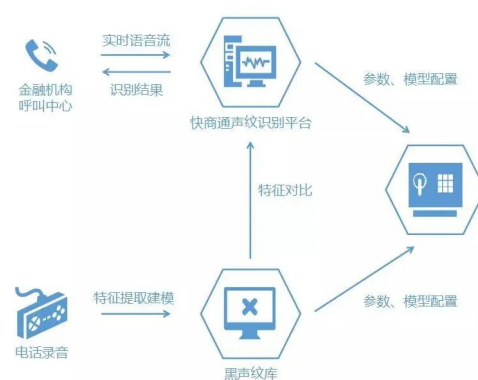 实时语音流
识别结果
金融机构
呼叫中心
快商通声纹识别平台
参数、模型配置
特征对比
特征提取建模
参数、模型配置
电话录音
黑声纹库